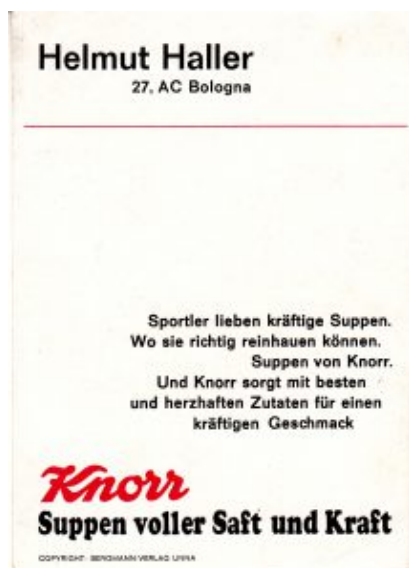 Helmut Haller
27, AC Bologna
Sportler lieben kräftige Suppen.
Wo sie richtig reinhauen können.
Suppen von Knorr.
Und Knorr sorgt mit besten
und herzhaften Zutaten für einen
kräftigen Geschmack
Knorr
Suppen voller Saft und Kraft
COPYRIGHT · BERGMANN VERLAG UNNA